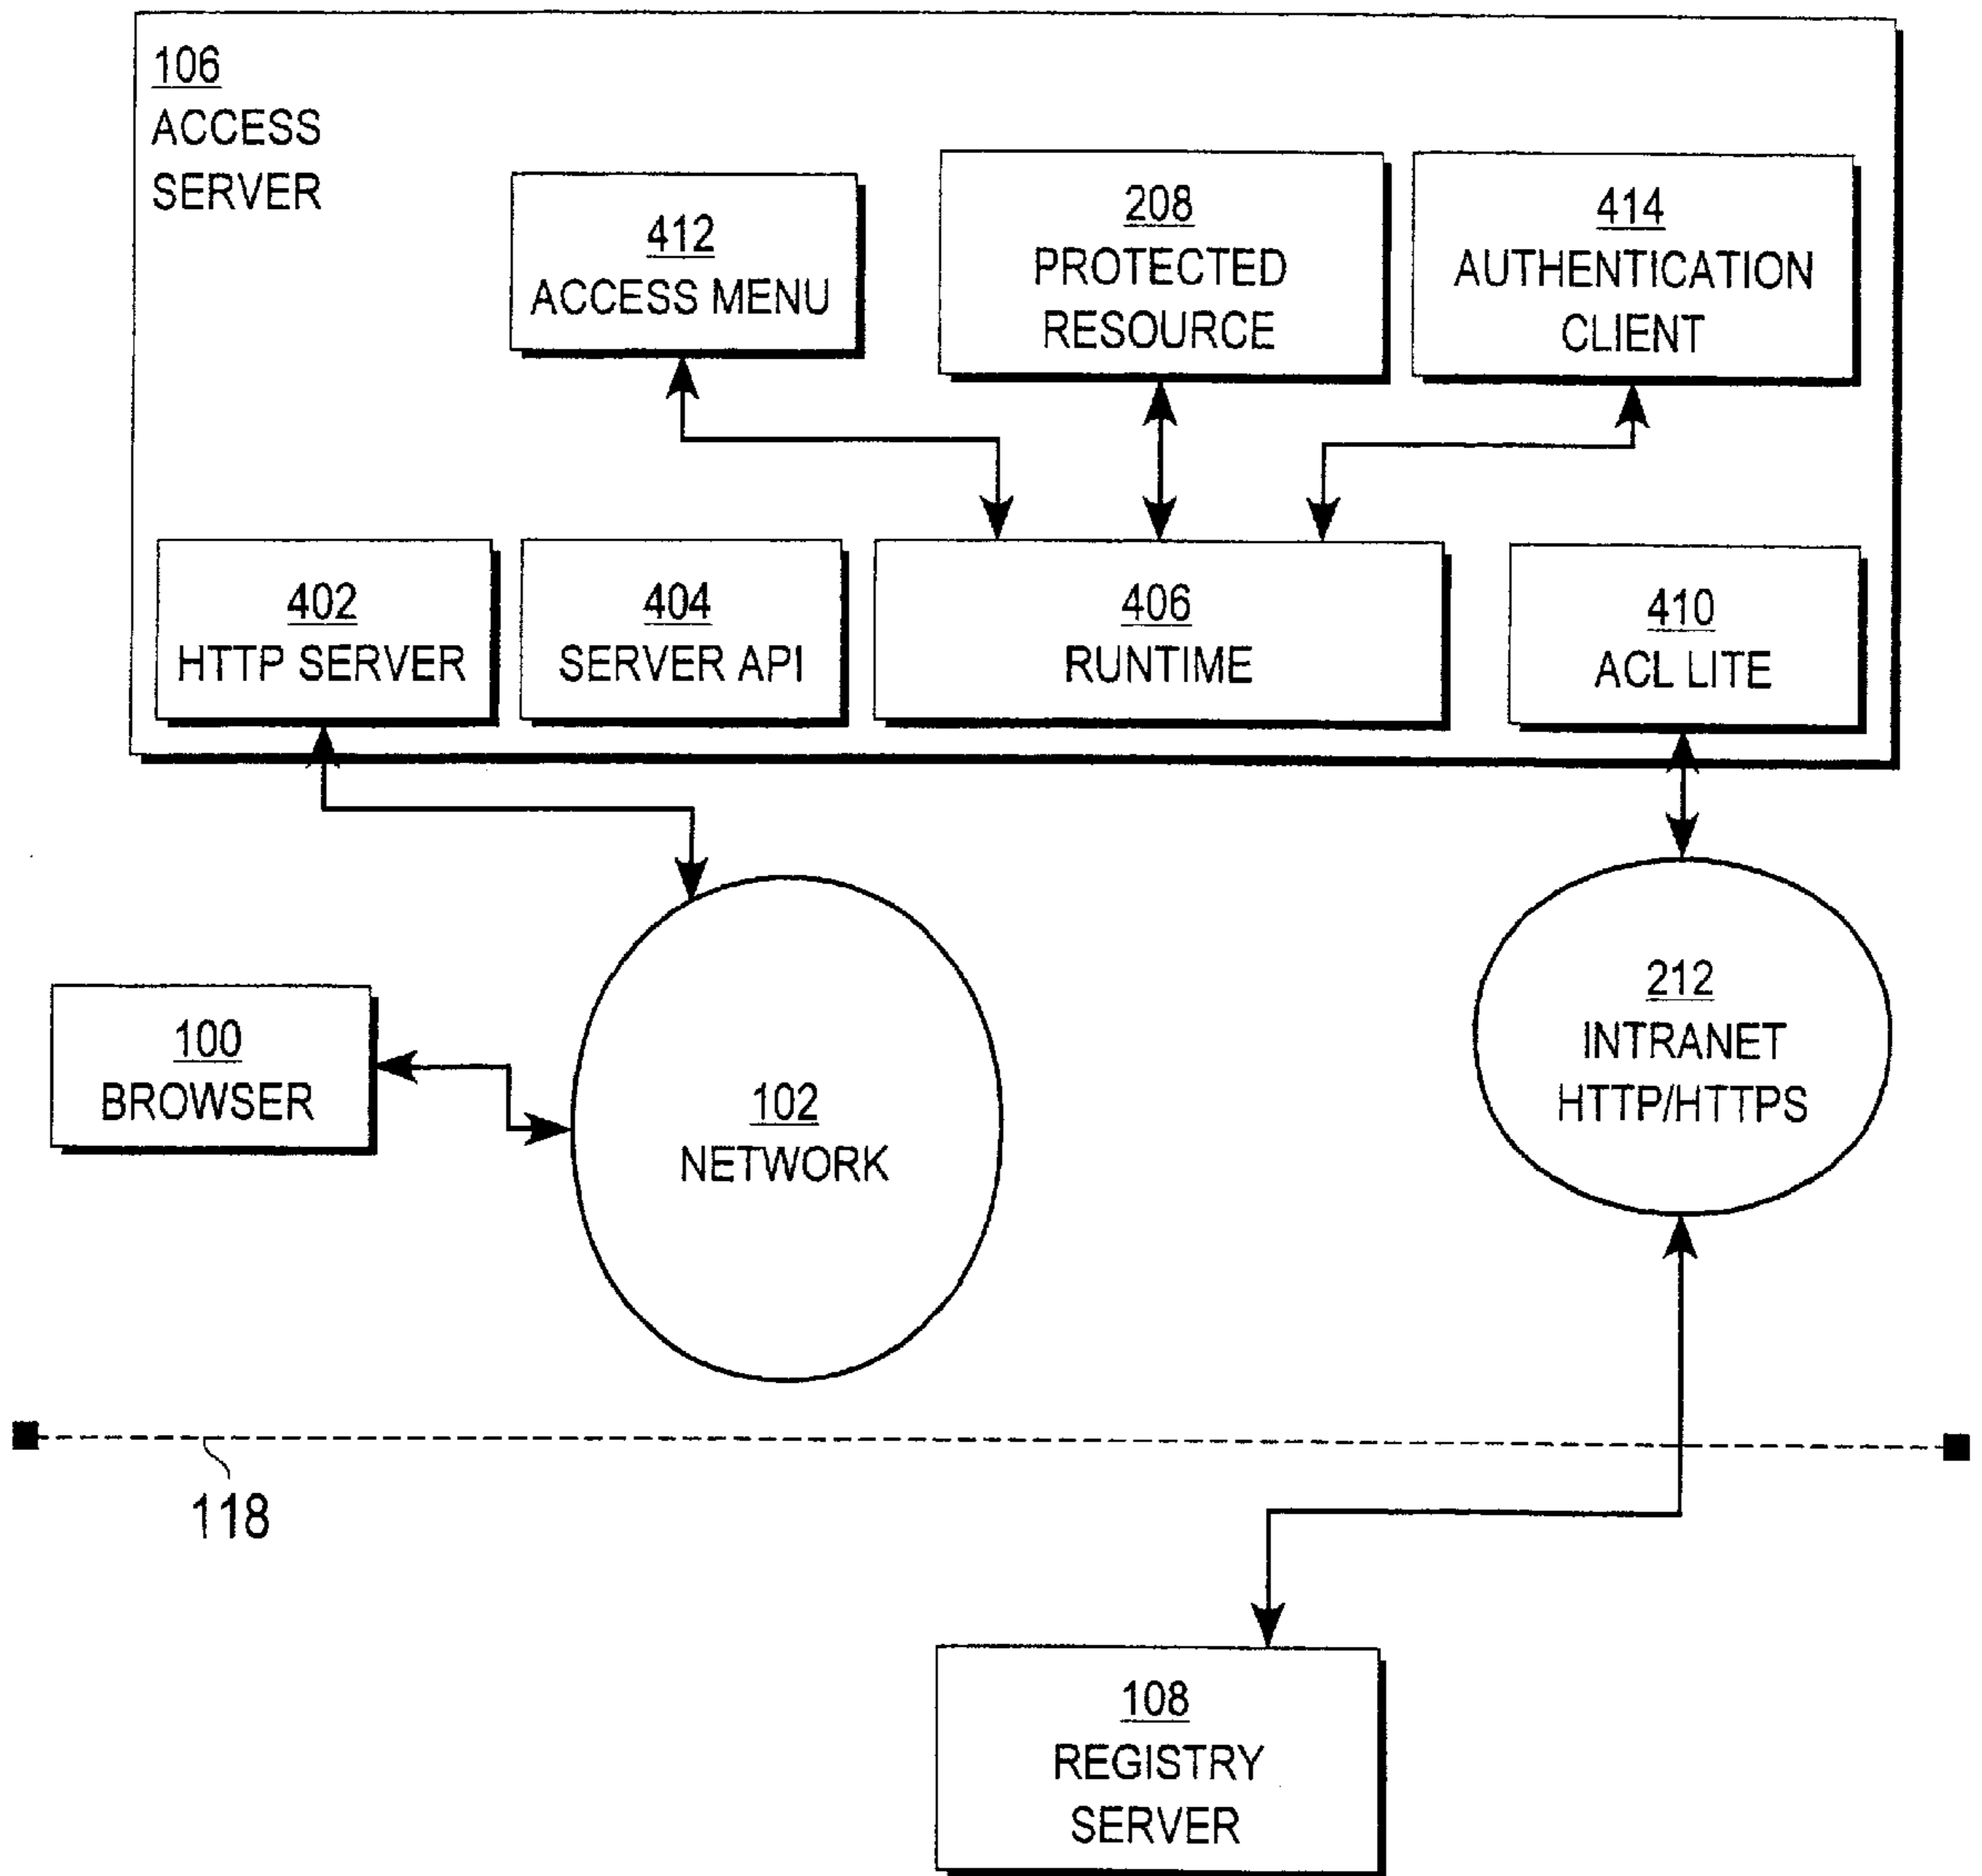 106
ACCESS
SERVER
412
ACCESS MENU
208
PROTECTED
RESOURCE
414
AUTHENTICATION
CLIENT
402
HTTP SERVER
404
SERVER API
406
RUNTIME
410
ACL LITE
100
BROWSER
102
NETWORK
212
INTRANET
HTTP/HTTPS
118
108
REGISTRY
SERVER